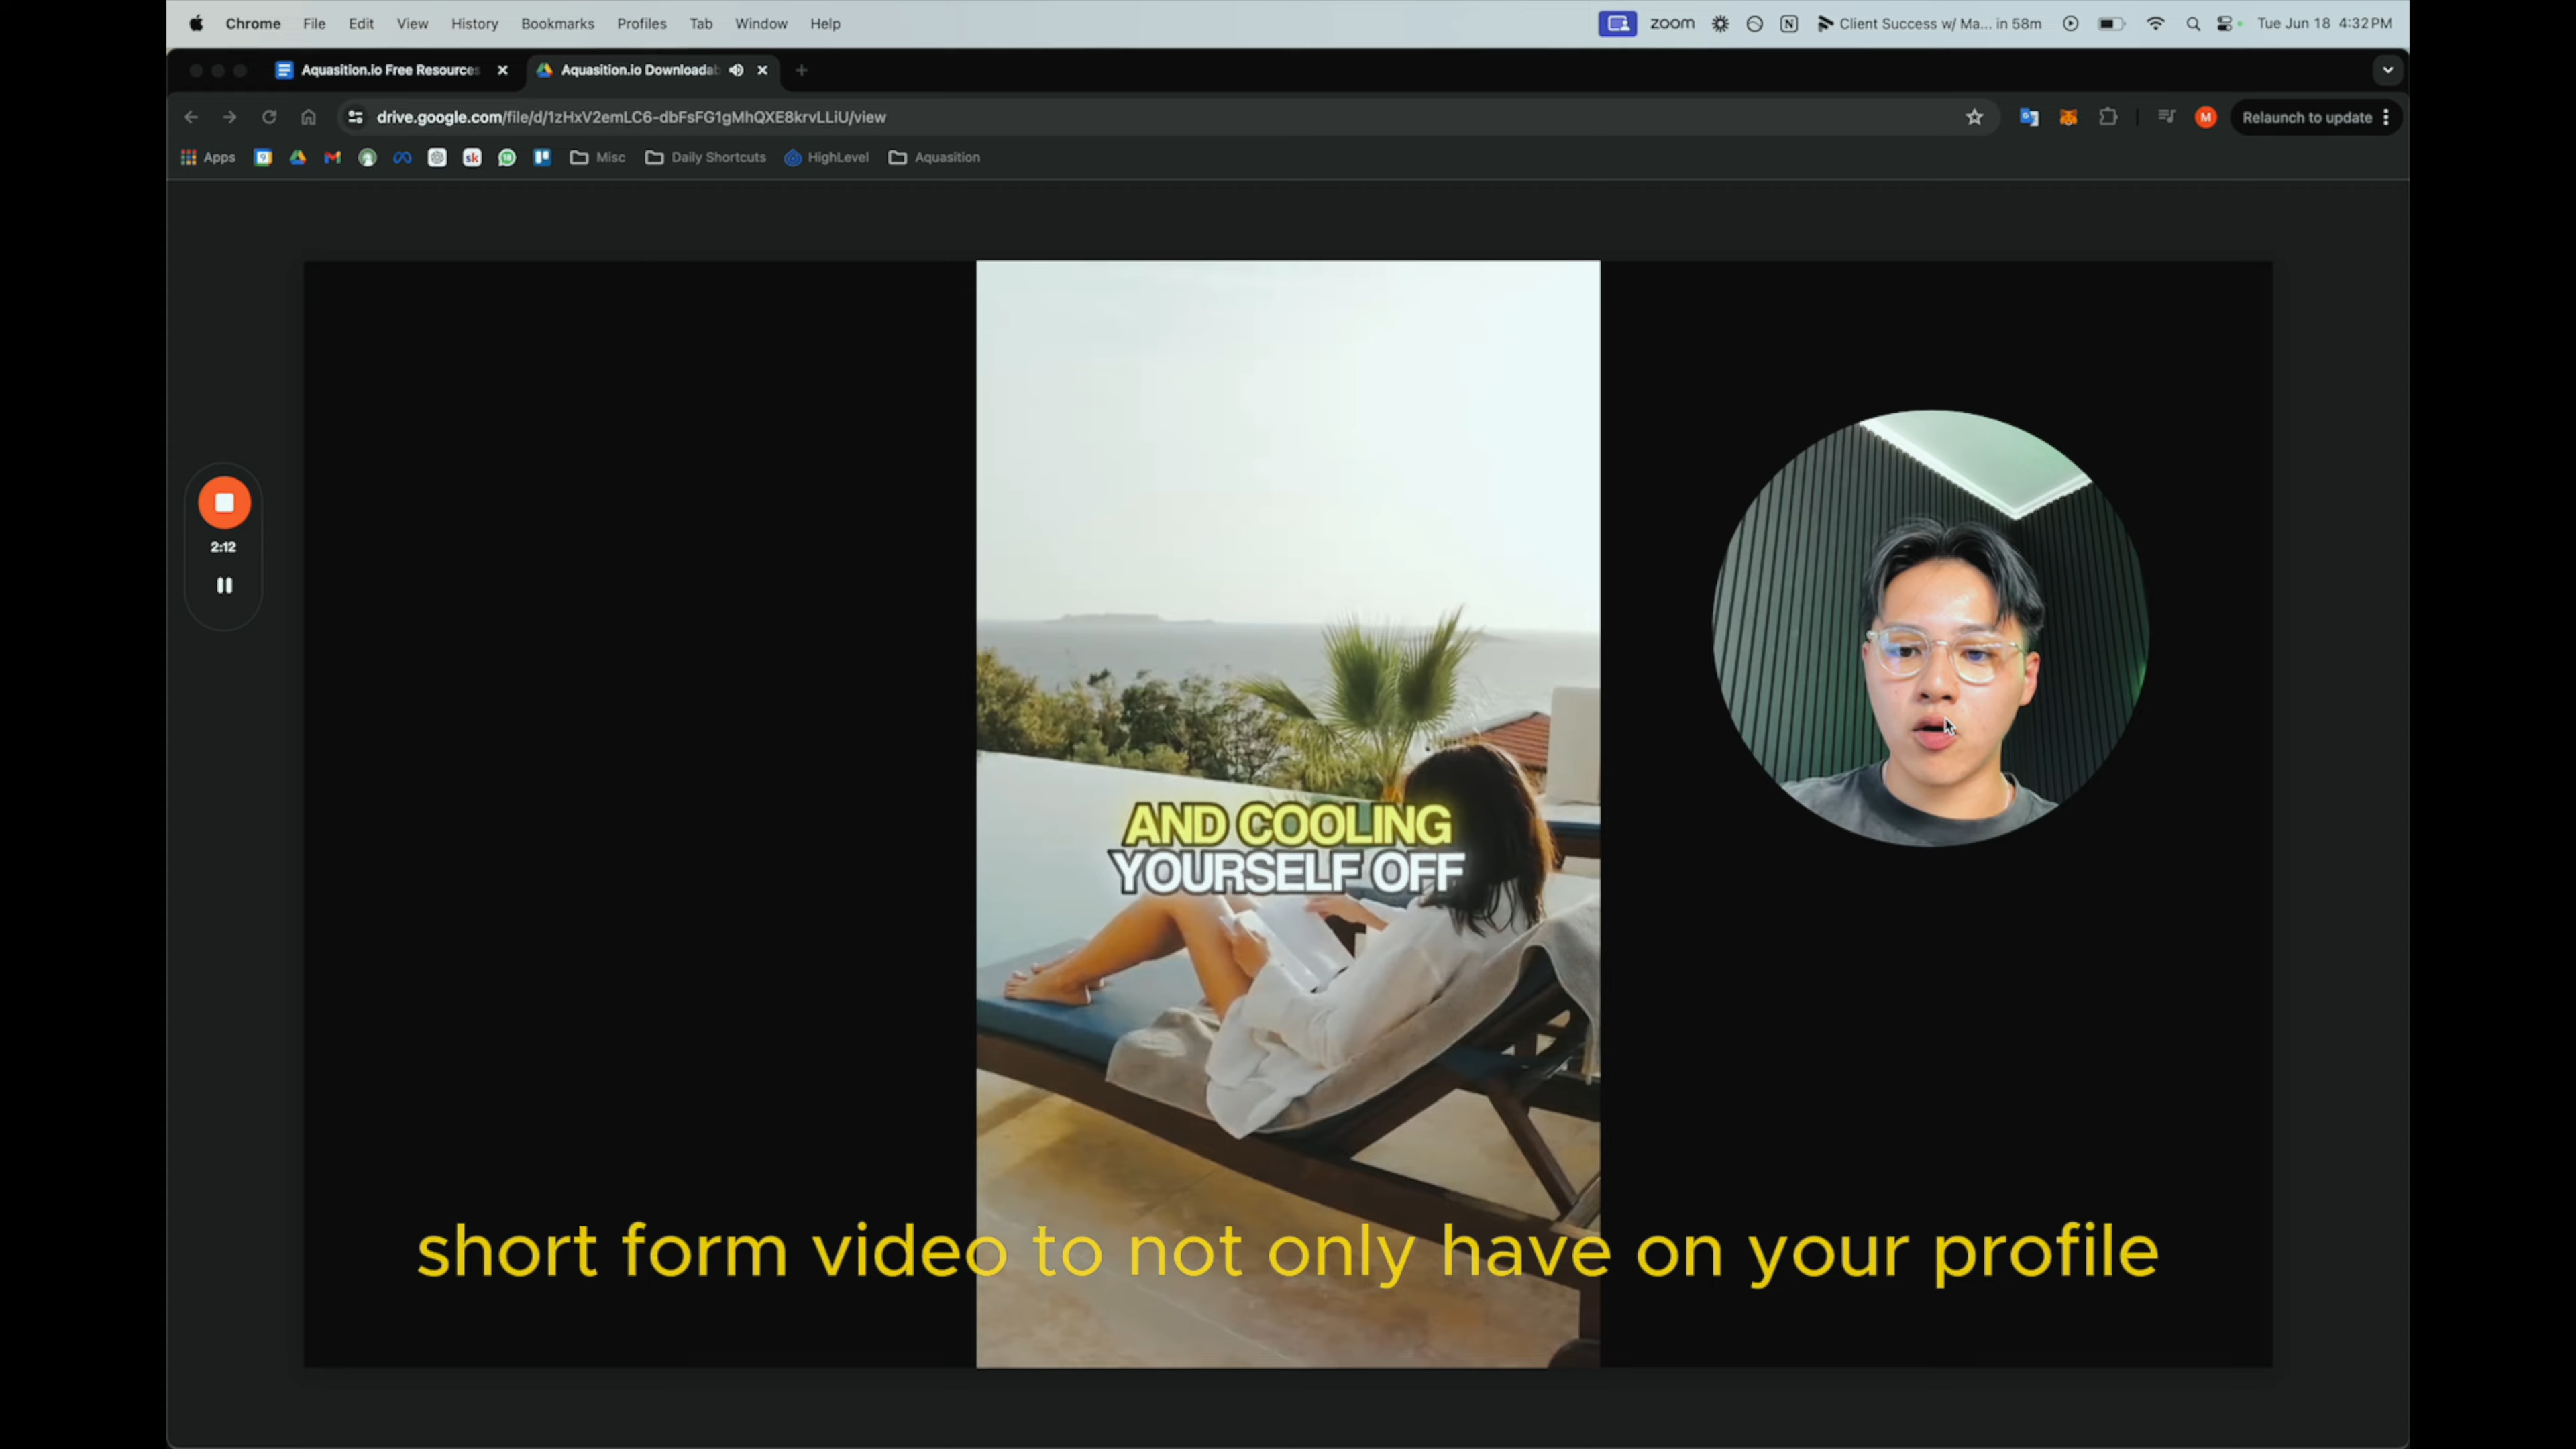 Chrome File Edit View History Bookmarks Profiles Tab Window Help
zoom
Client Success w/ Ma... in 58m
Tue Jun 18 4:32 PM
Aquasition.io Free Resources
Aquasition.io Downloadab
drive.google.com/file/d/1zHxV2emLC6-dbFsFG1gMhQXE8krvLLiU/view
M
Relaunch to update
Apps
sk
Misc
Daily Shortcuts
HighLevel
Aquasition
2:12
AND COOLING
YOURSELF OFF
short form video to not only have on your profile